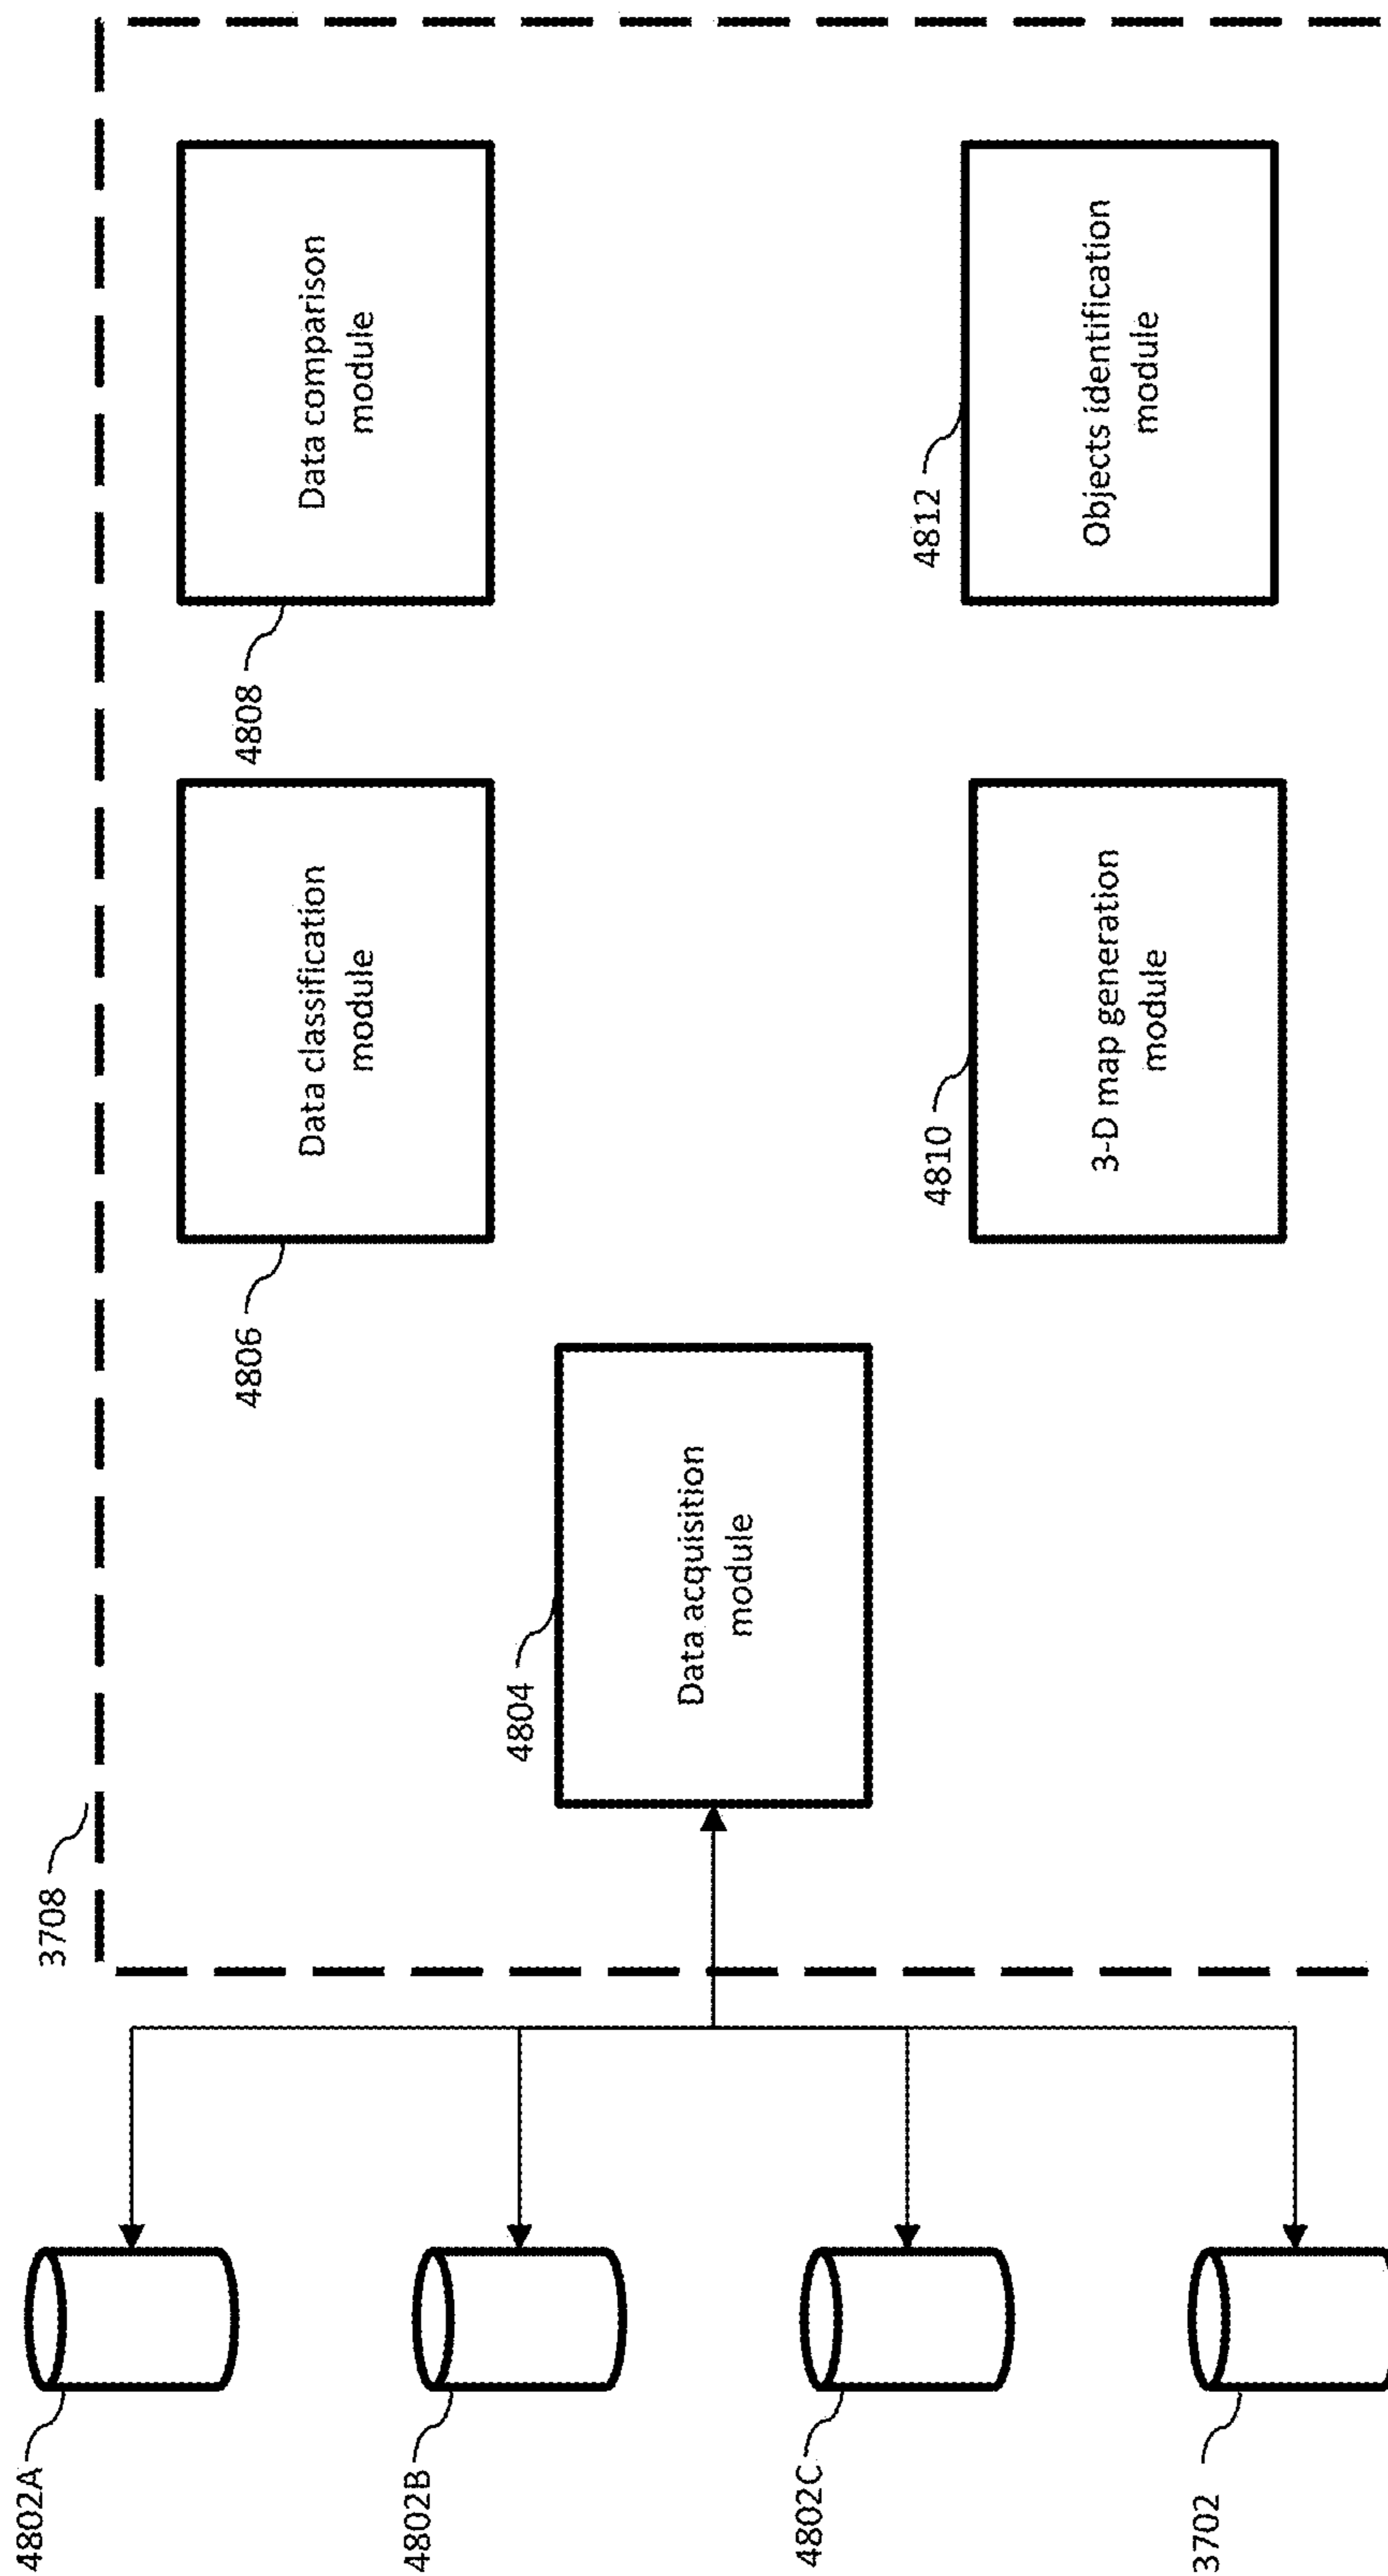 4802A
4802B
4802C
3702
3708
4804
Data acquisition
module
4806
Data classification
module
4808
Data comparison
module
4810
3-D map generation
module
4812
Objects identification
module